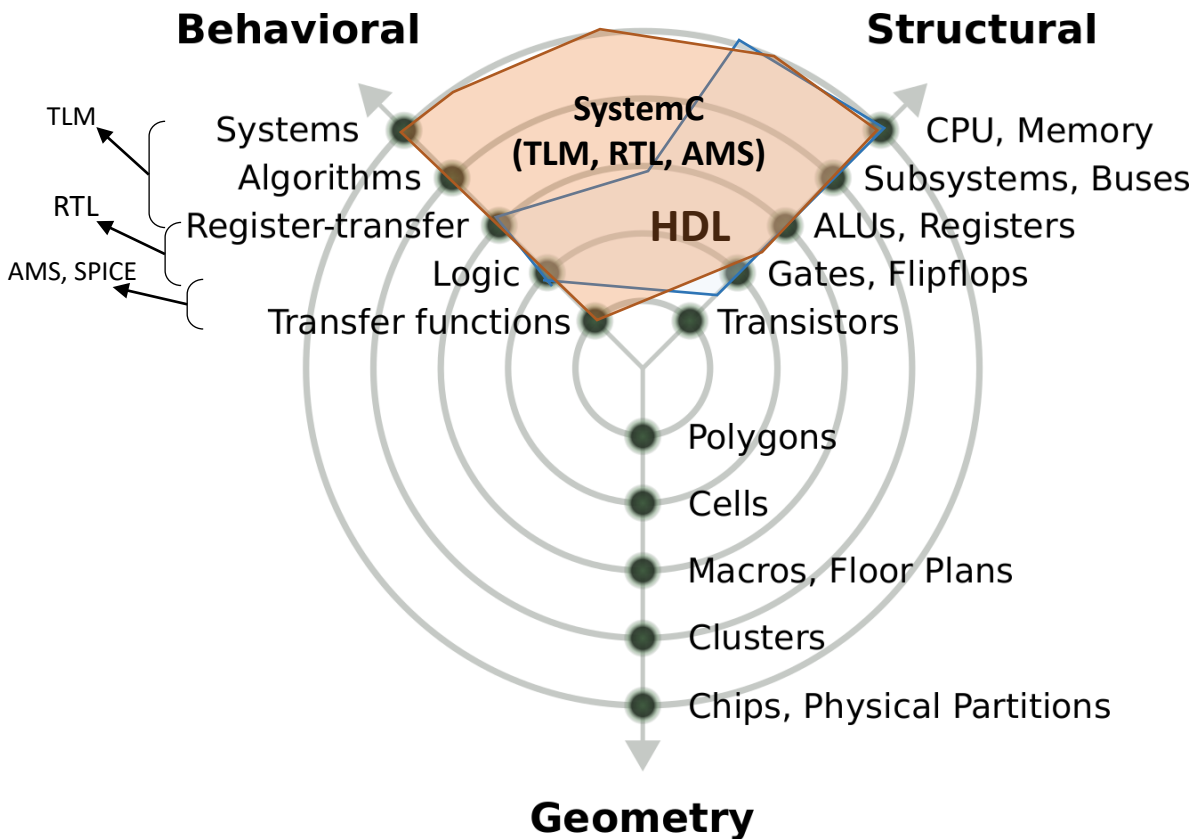 Behavioral
Structural
TLM
Systems
SystemC
(TLM, RTL, AMS)
CPU, Memory
Algorithms
Subsystems, Buses
RTL
Register-transfer
HDL
ALUs, Registers
AMS, SPICE
Logic
Gates, Flipflops
Transfer functions
Transistors
Polygons
Cells
Macros, Floor Plans
Clusters
Chips, Physical Partitions
Geometry